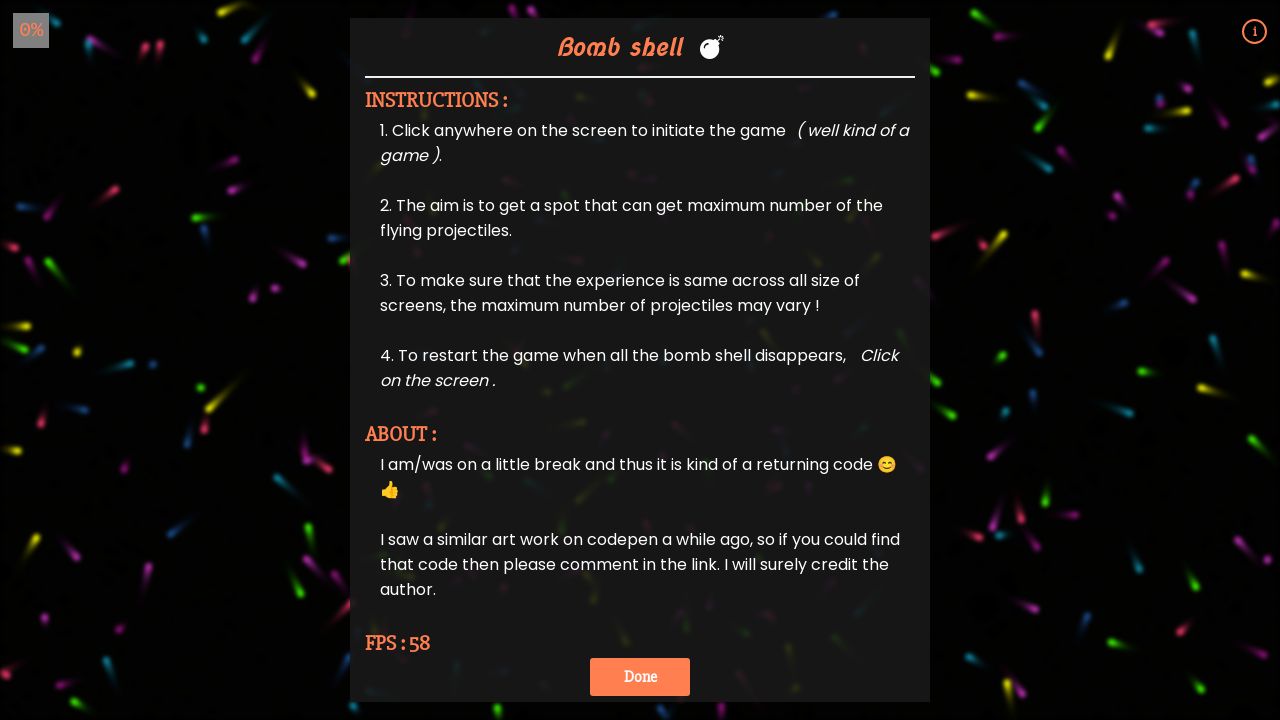 0%
i
Bomb shell 💣
INSTRUCTIONS :
1. Click anywhere on the screen to initiate the game ( well kind of a
game ).
2. The aim is to get a spot that can get maximum number of the
flying projectiles.
3. To make sure that the experience is same across all size of
screens, the maximum number of projectiles may vary !
4. To restart the game when all the bomb shell disappears, Click
on the screen .
ABOUT :
I am/was on a little break and thus it is kind of a returning code 😊
👍
I saw a similar art work on codepen a while ago, so if you could find
that code then please comment in the link. I will surely credit the
author.
FPS : 58
Done